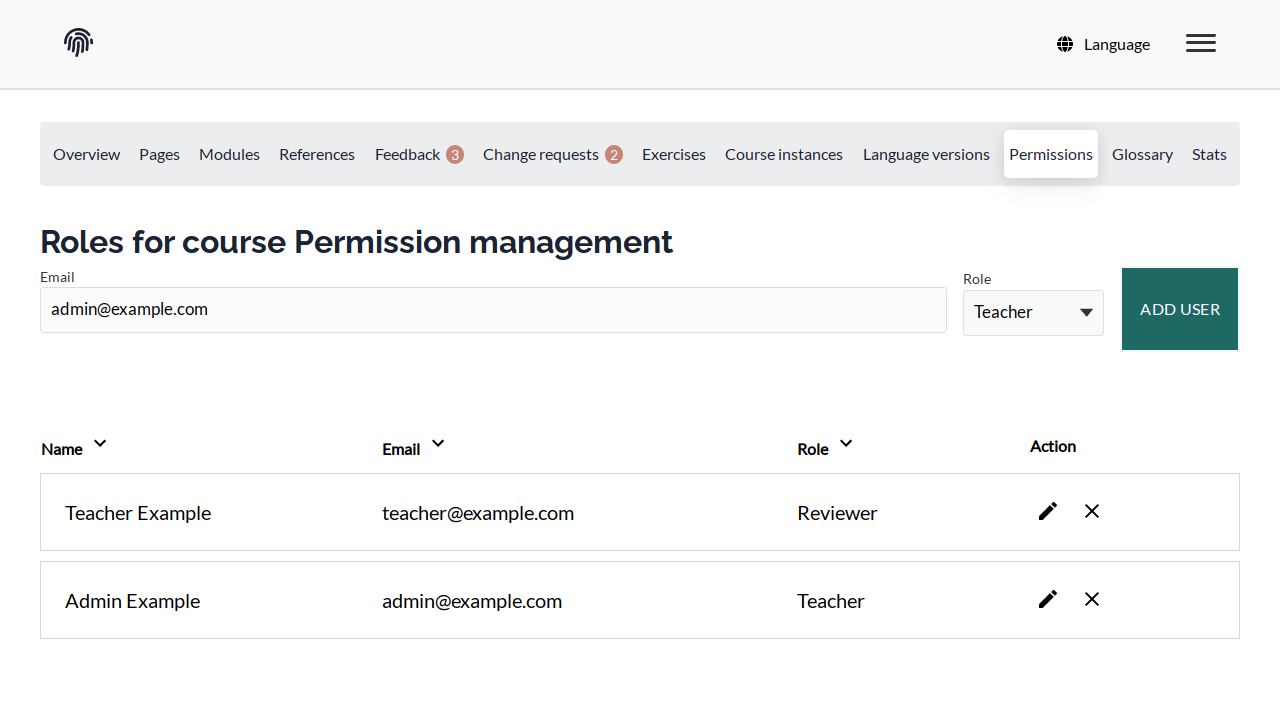 Language
Overview Pages Modules References Feedback 3 Change requests 2 Exercises Course instances Language versions Permissions Glossary Stats
Roles for course Permission management
Email
admin@example.com
Role
Teacher
ADD USER
Name Email Role Action
Teacher Example teacher@example.com Reviewer
Admin Example admin@example.com Teacher